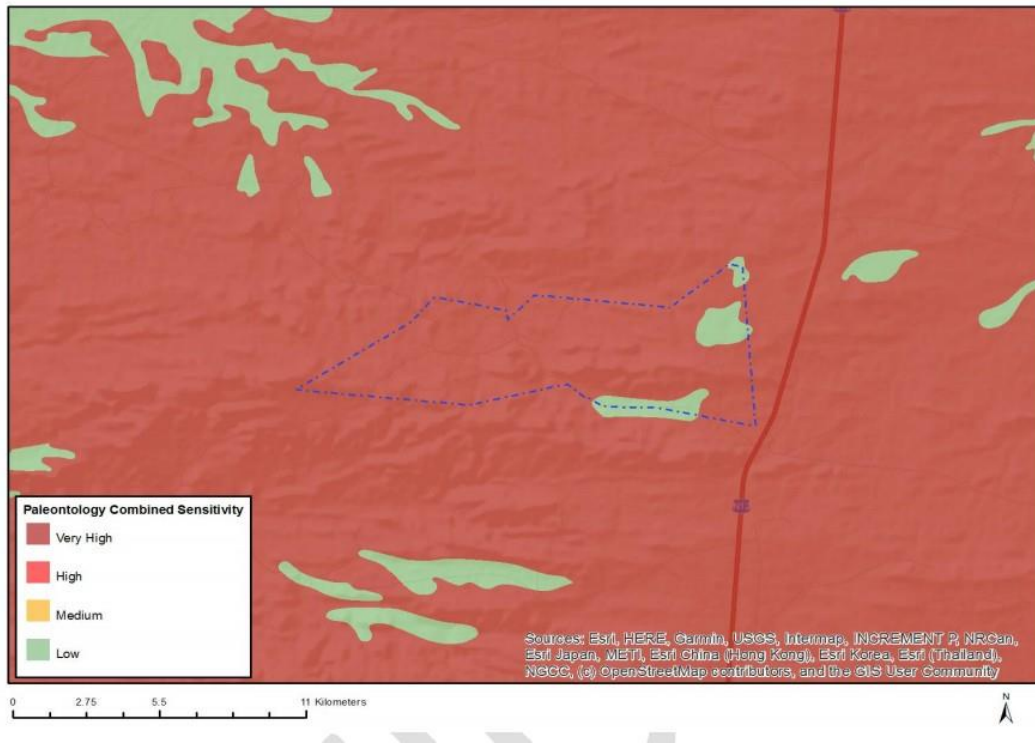 Paleontology Combined Sensitivity
Very High
High
Medium
Low
Sources: Esri, HERE, Garmin, USGS, Intermap, INCREMENT P, NRCan,
Esri Japan, METI, Esri China (Hong Kong), Esri Korea, Esri (Thailand),
NGCC, (c) OpenStreetMap contributors, and the GIS User Community
0 2.75 5.5 11 Kilometers
N